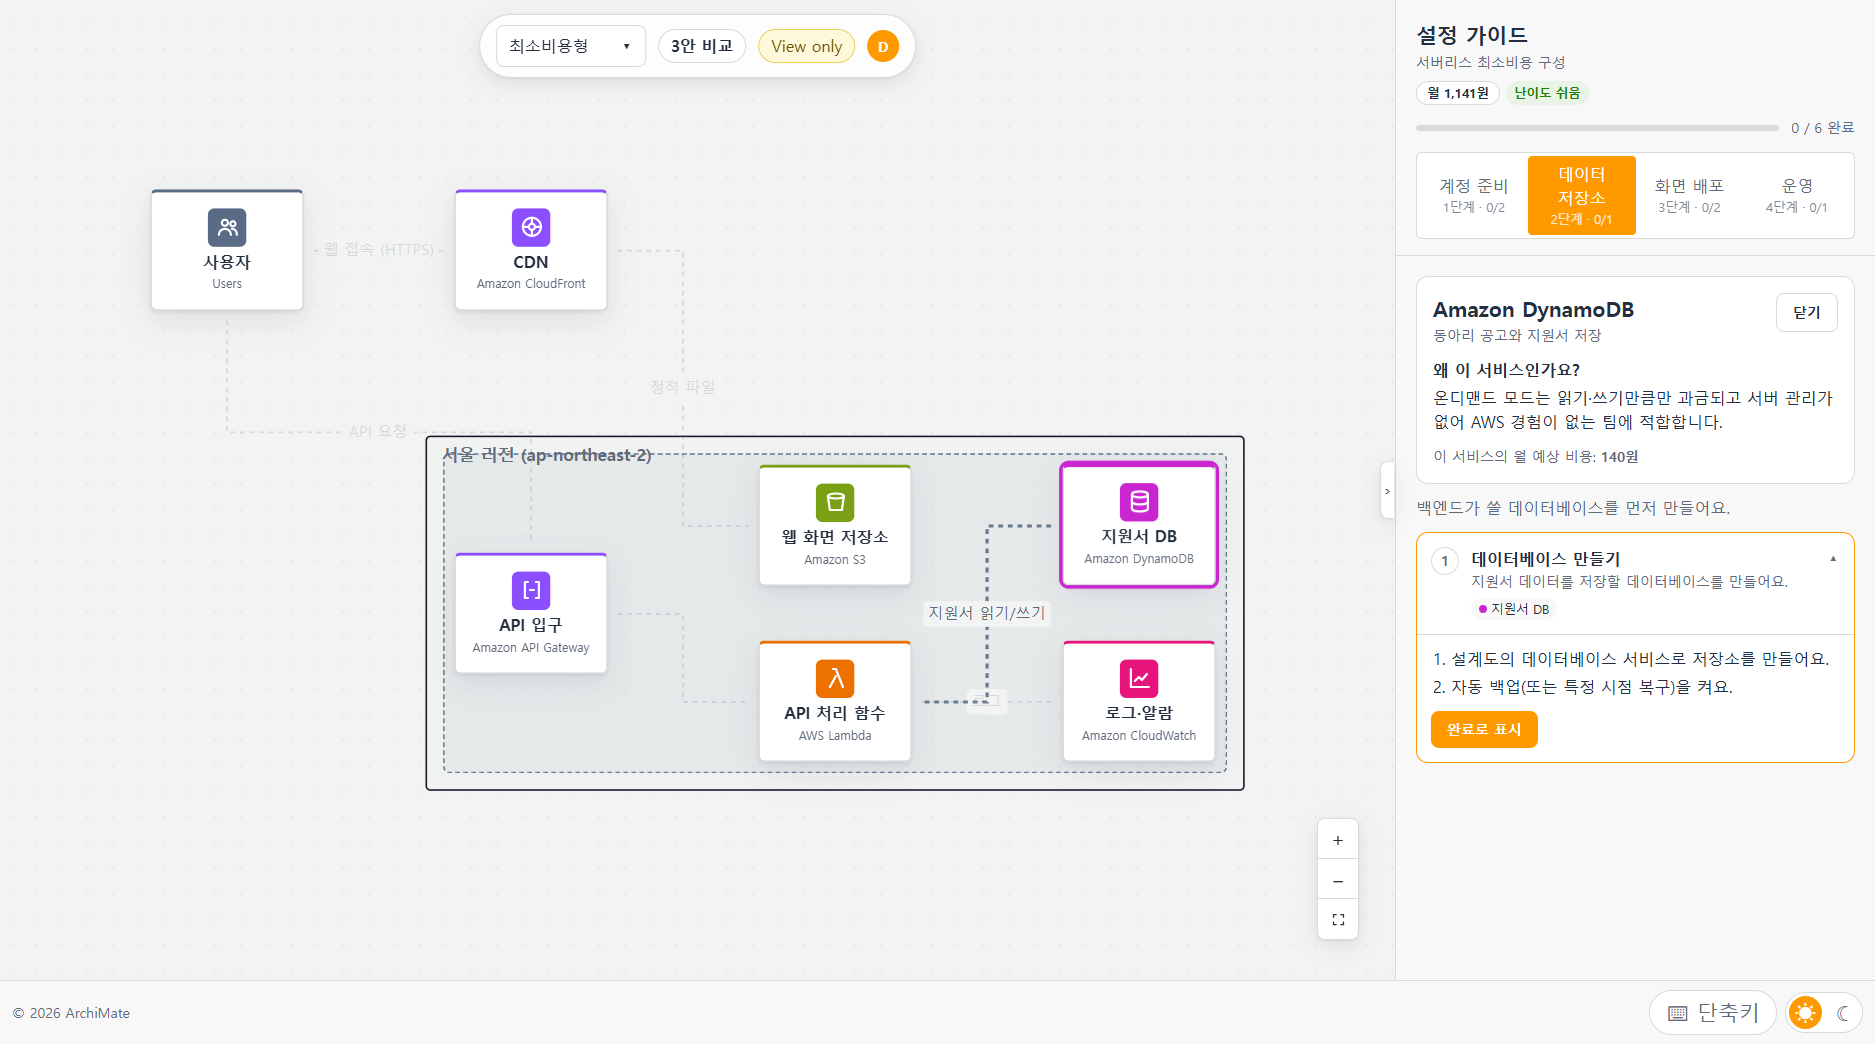 최소비용형
3안 비교
View only
D
사용자
Users
웹 접속 (HTTPS)
CDN
Amazon CloudFront
정적 파일
API 요청
서울 리전 (ap-northeast-2)
웹 화면 저장소
Amazon S3
지원서 DB
Amazon DynamoDB
API 입구
Amazon API Gateway
지원서 읽기/쓰기
API 처리 함수
AWS Lambda
로그
로그·알람
Amazon CloudWatch
설정 가이드
서버리스 최소비용 구성
월 1,141원
난이도 쉬움
0 / 6 완료
계정 준비
1단계 · 0/2
데이터
저장소
2단계 · 0/1
화면 배포
3단계 · 0/2
운영
4단계 · 0/1
Amazon DynamoDB
닫기
동아리 공고와 지원서 저장
왜 이 서비스인가요?
온디맨드 모드는 읽기·쓰기만큼만 과금되고 서버 관리가
없어 AWS 경험이 없는 팀에 적합합니다.
이 서비스의 월 예상 비용: 140원
백엔드가 쓸 데이터베이스를 먼저 만들어요.
1
데이터베이스 만들기
지원서 데이터를 저장할 데이터베이스를 만들어요.
지원서 DB
1. 설계도의 데이터베이스 서비스로 저장소를 만들어요.
2. 자동 백업(또는 특정 시점 복구)을 켜요.
완료로 표시
© 2026 ArchiMate
단축키